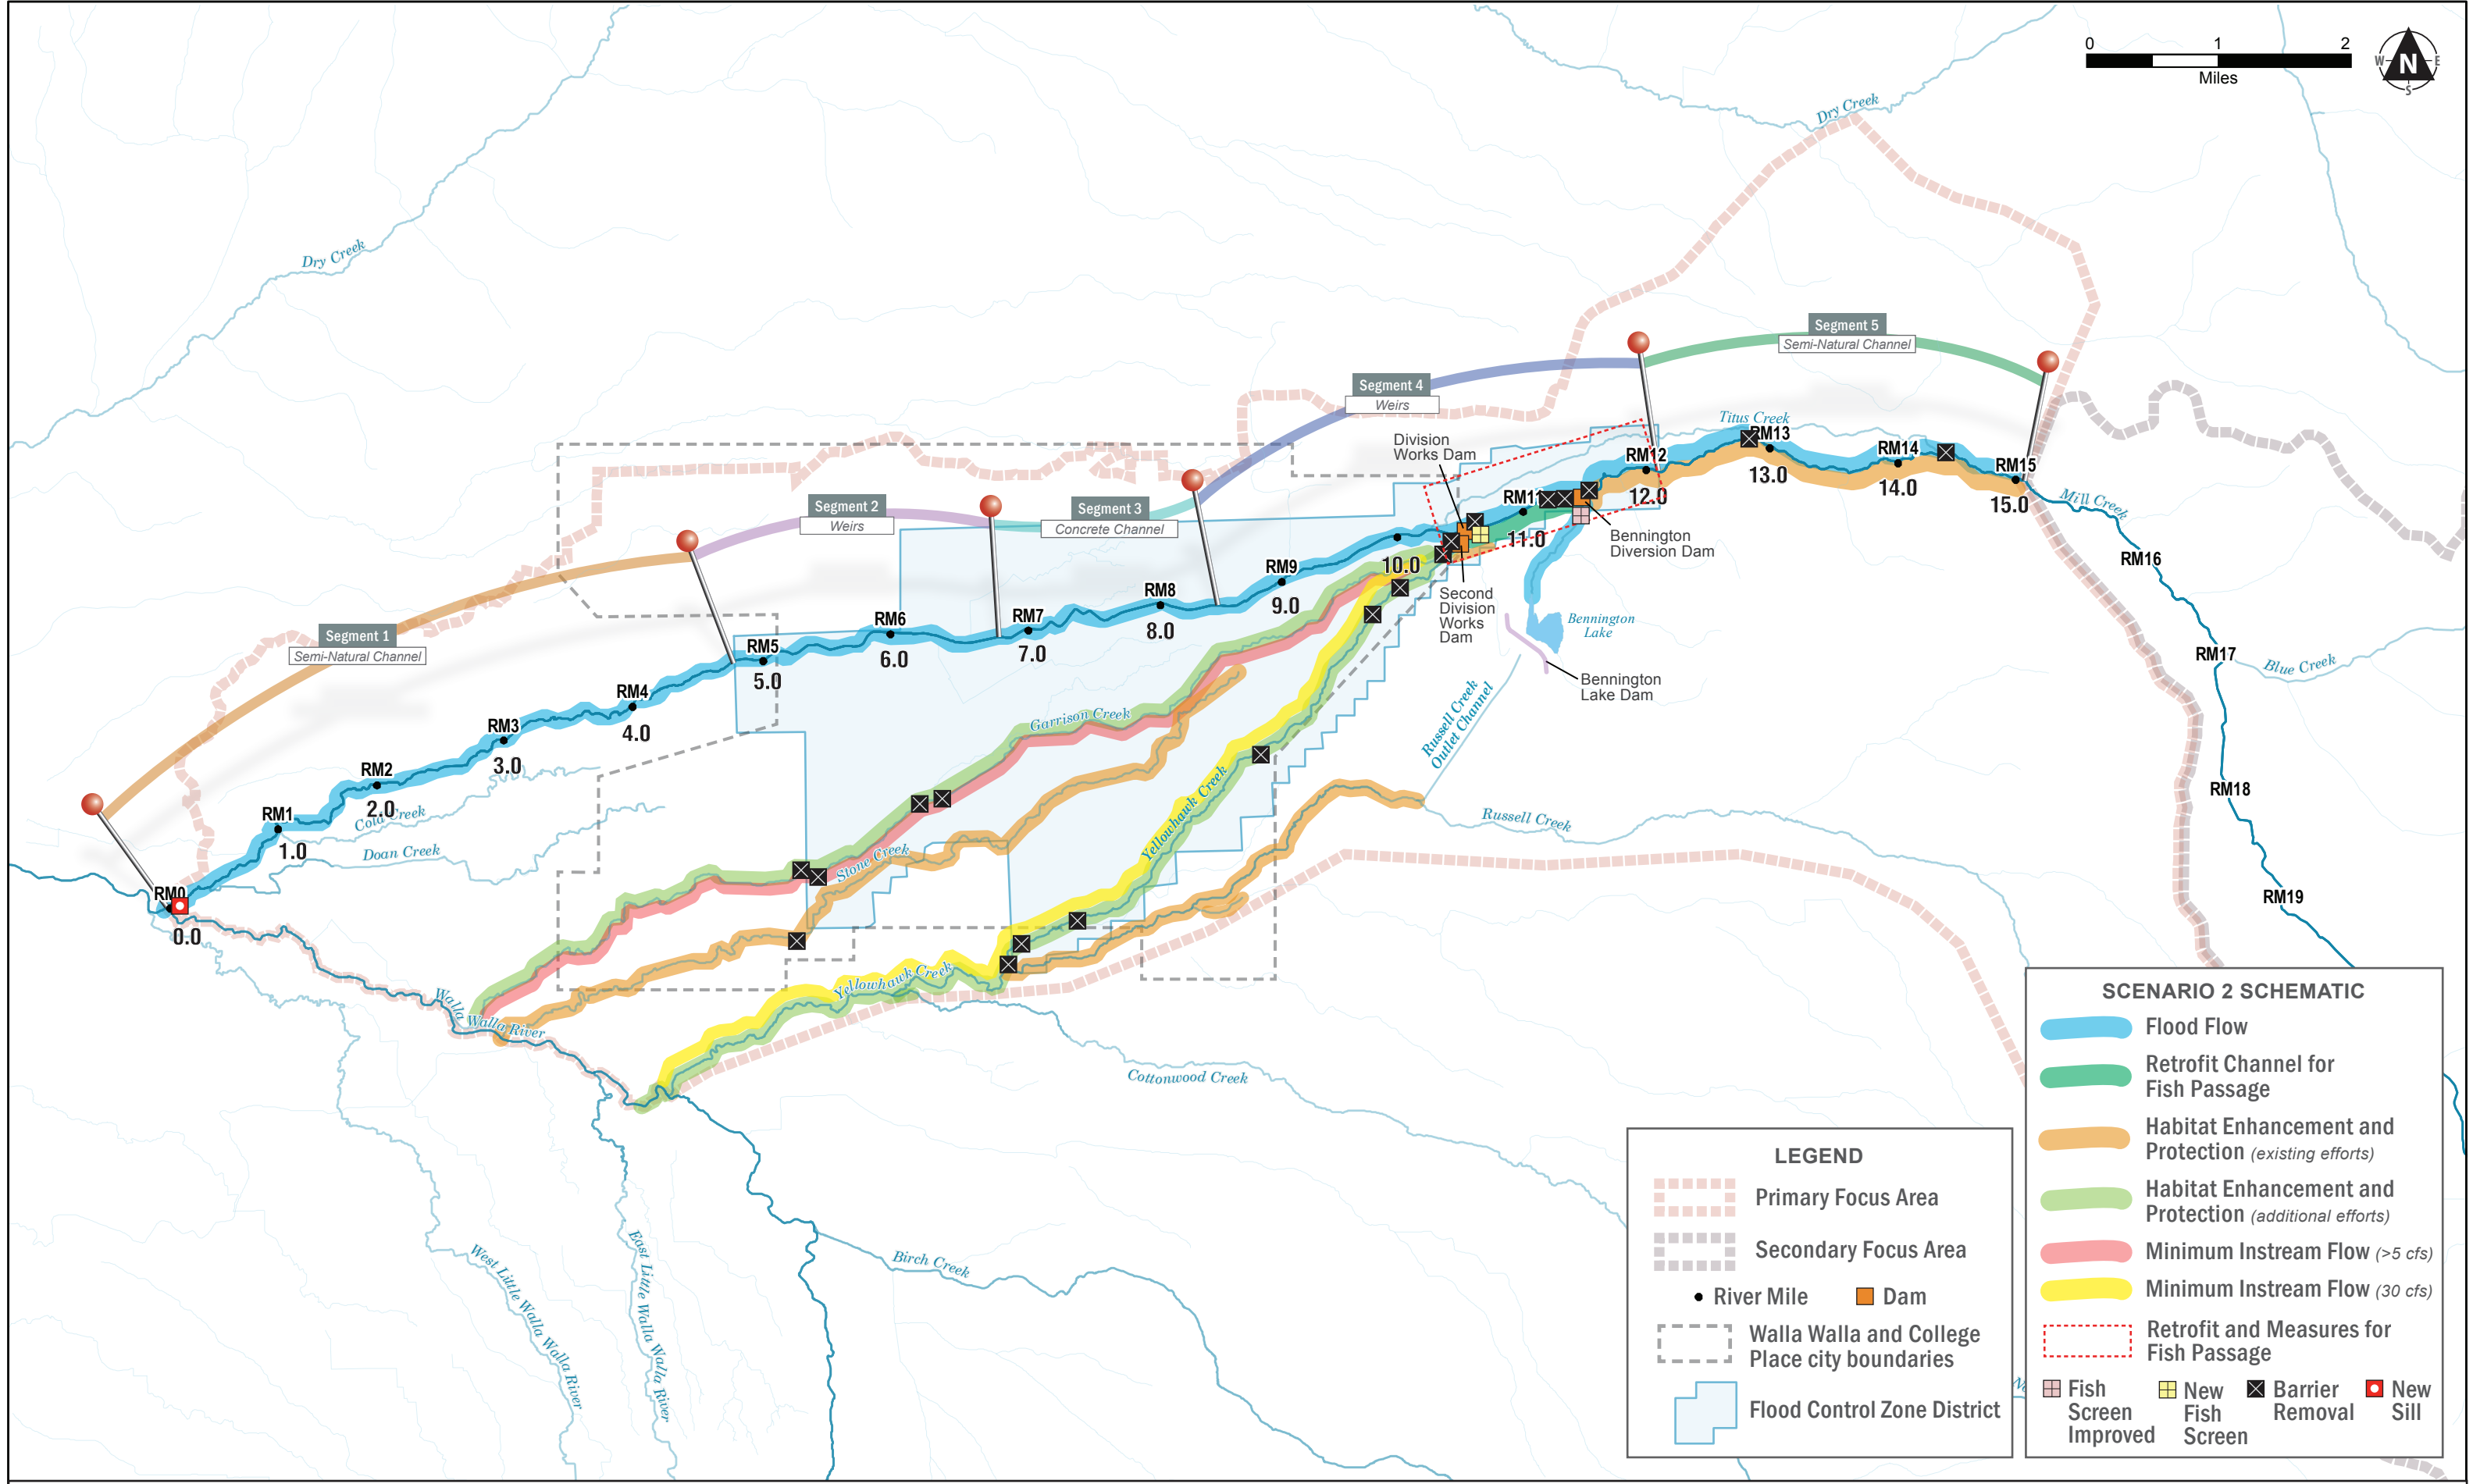 0 1 2
Miles
W N E
S
Dry Creek
Dry Creek
Segment 5
Semi-Natural Channel
Segment 4
Weirs
Titus Creek
Division
Works Dam
RM13
RM14
RM12
RM15
13.0
14.0
12.0
15.0
Mill Creek
Segment 2
Weirs
Segment 3
Concrete Channel
RM11
11.0
Bennington
Diversion Dam
RM16
10.0
RM9
9.0
RM8
8.0
Second
Division
Works
Dam
Bennington
Lake
RM7
7.0
RM6
6.0
Segment 1
Semi-Natural Channel
RM5
5.0
RM17
Blue Creek
Bennington
Lake Dam
RM4
4.0
RM3
3.0
Garrison Creek
Russell Creek
Outlet Channel
RM2
2.0
Cold Creek
RM18
RM1
1.0
Doan Creek
Stone Creek
Yellowhawk Creek
Russell Creek
RM0
0.0
RM19
Yellowhawk Creek
Walla
Walla River
Cottonwood Creek
Birch Creek
West Little Walla Walla River
East Little Walla Walla River
LEGEND
Primary Focus Area
Secondary Focus Area
River Mile
Dam
Walla Walla and College
Place city boundaries
Flood Control Zone District
SCENARIO 2 SCHEMATIC
Flood Flow
Retrofit Channel for
Fish Passage
Habitat Enhancement and
Protection (existing efforts)
Habitat Enhancement and
Protection (additional efforts)
Minimum Instream Flow (>5 cfs)
Minimum Instream Flow (30 cfs)
Retrofit and Measures for
Fish Passage
Fish
Screen
Improved
New
Fish
Screen
Barrier
Removal
New
Sill